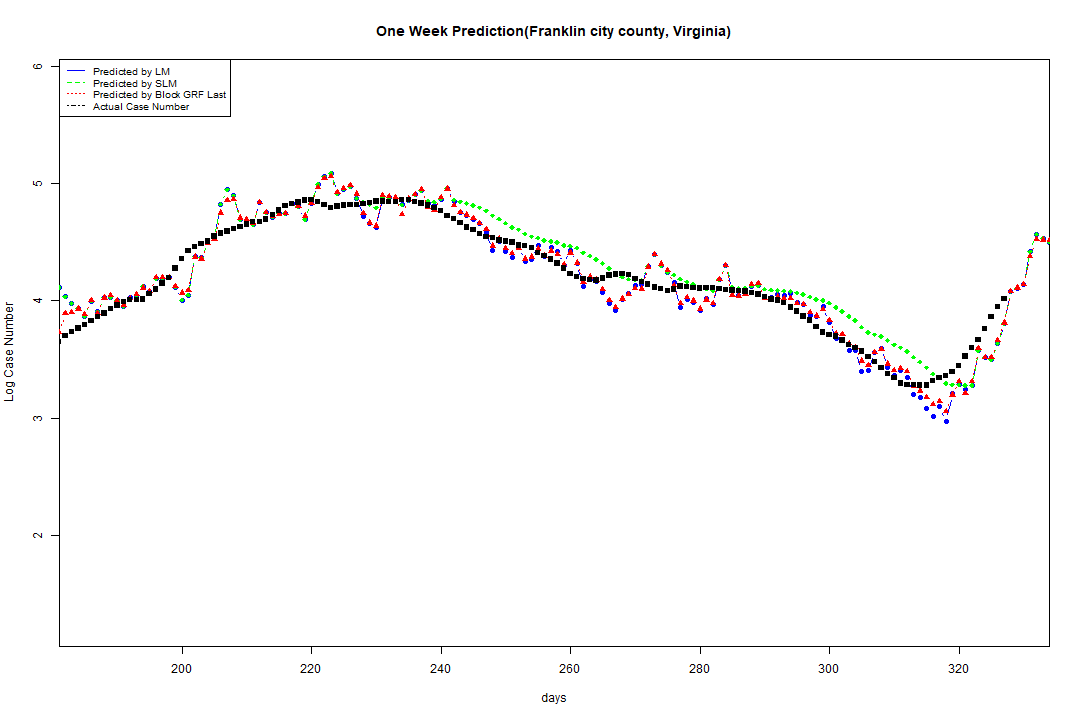 One Week Prediction(Franklin city county, Virginia)
Predicted by LM
Predicted by SLM
Predicted by Block GRF Last
Actual Case Number
6
5
4
3
2
Log Case Number
200 220 240 260 280 300 320
days